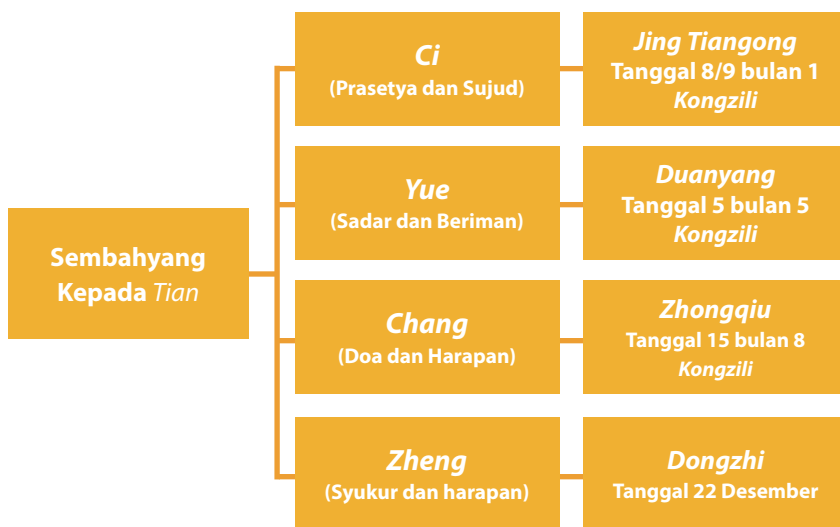 Sembahyang
Kepada Tian
Ci
(Prasetya dan Sujud)
Jing Tiangong
Tanggal 8/9 bulan 1
Kongzili
Yue
(Sadar dan Beriman)
Duanyang
Tanggal 5 bulan 5
Kongzili
Chang
(Doa dan Harapan)
Zhongqiu
Tanggal 15 bulan 8
Kongzili
Zheng
(Syukur dan harapan)
Dongzhi
Tanggal 22 Desember